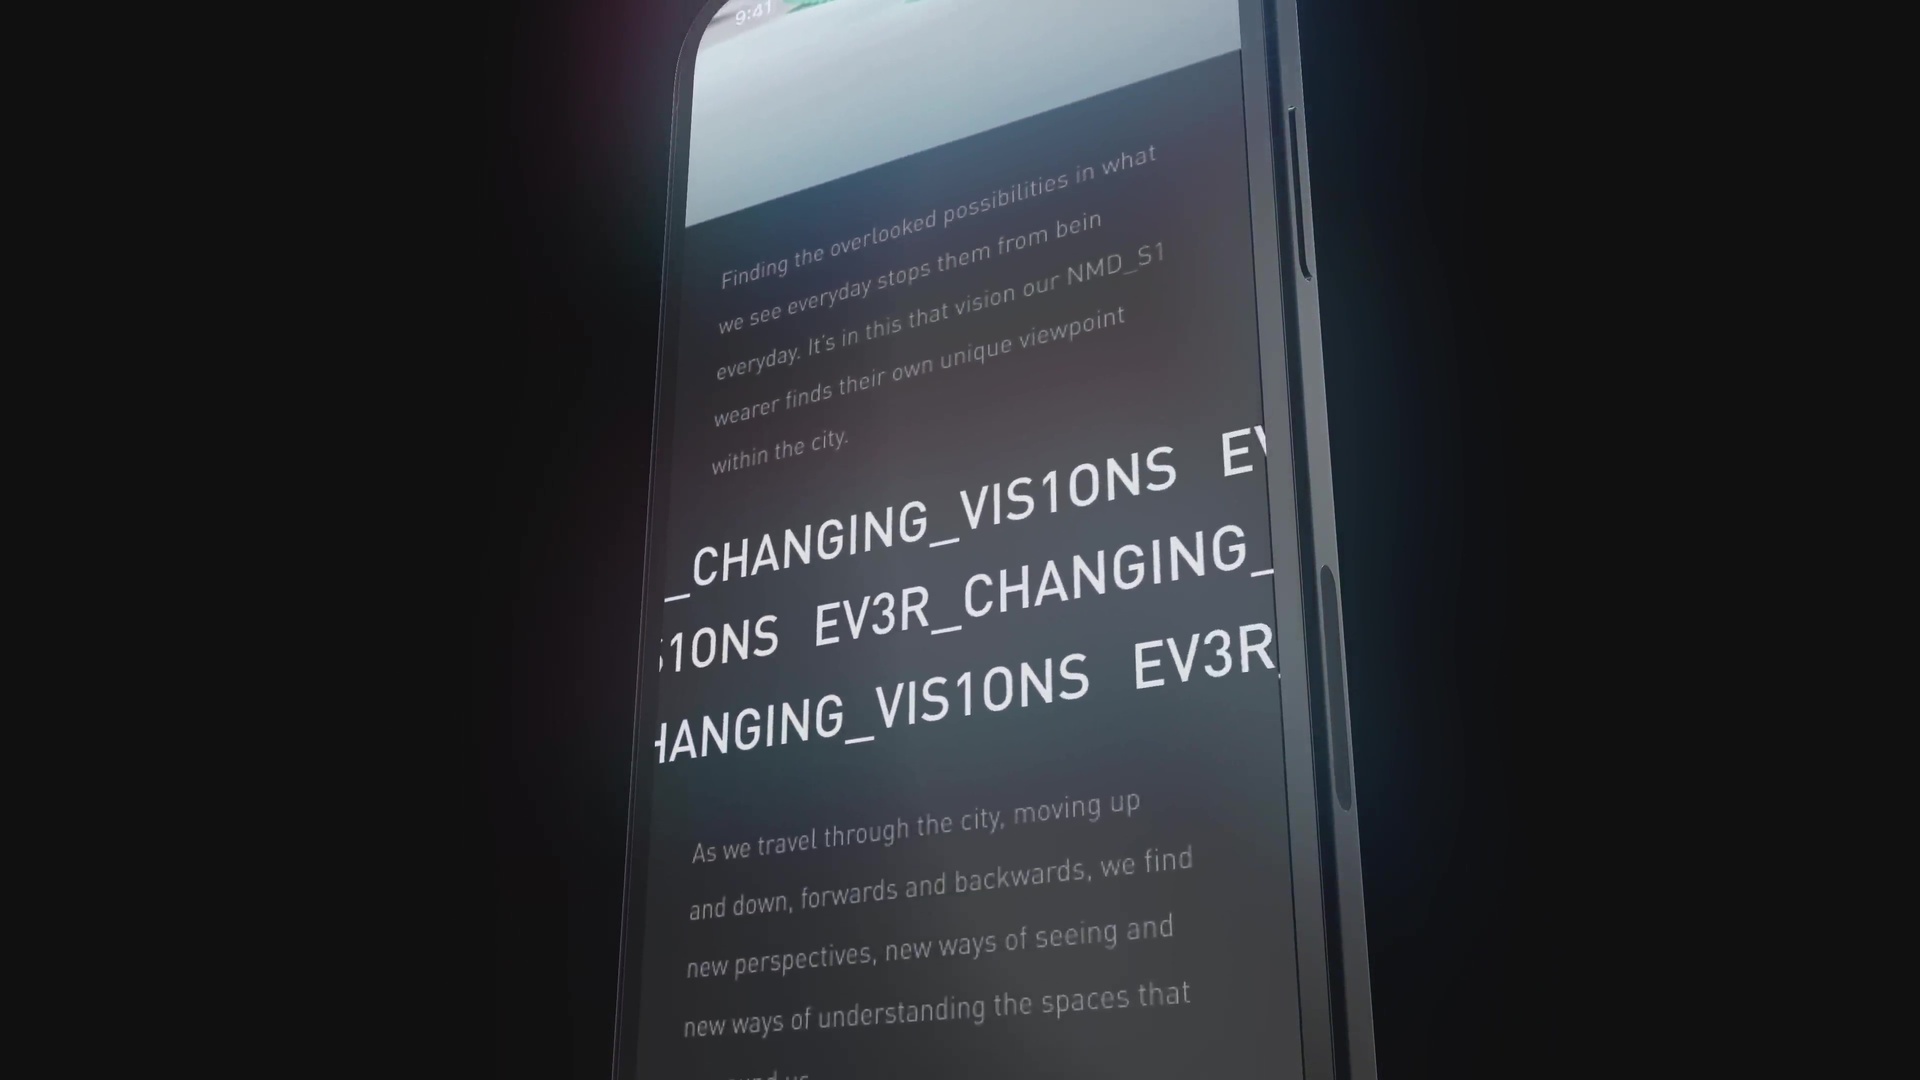 9:41
Finding the overlooked possibilities in what
we see everyday stops them from bein
everyday. It's in this that vision our NMD_S1
wearer finds their own unique viewpoint
within the city.
_CHANGING_VIS1ONS EV
S1ONS EV3R_CHANGING_
HANGING_VIS1ONS EV3R_
As we travel through the city, moving up
and down, forwards and backwards, we find
new perspectives, new ways of seeing and
new ways of understanding the spaces that